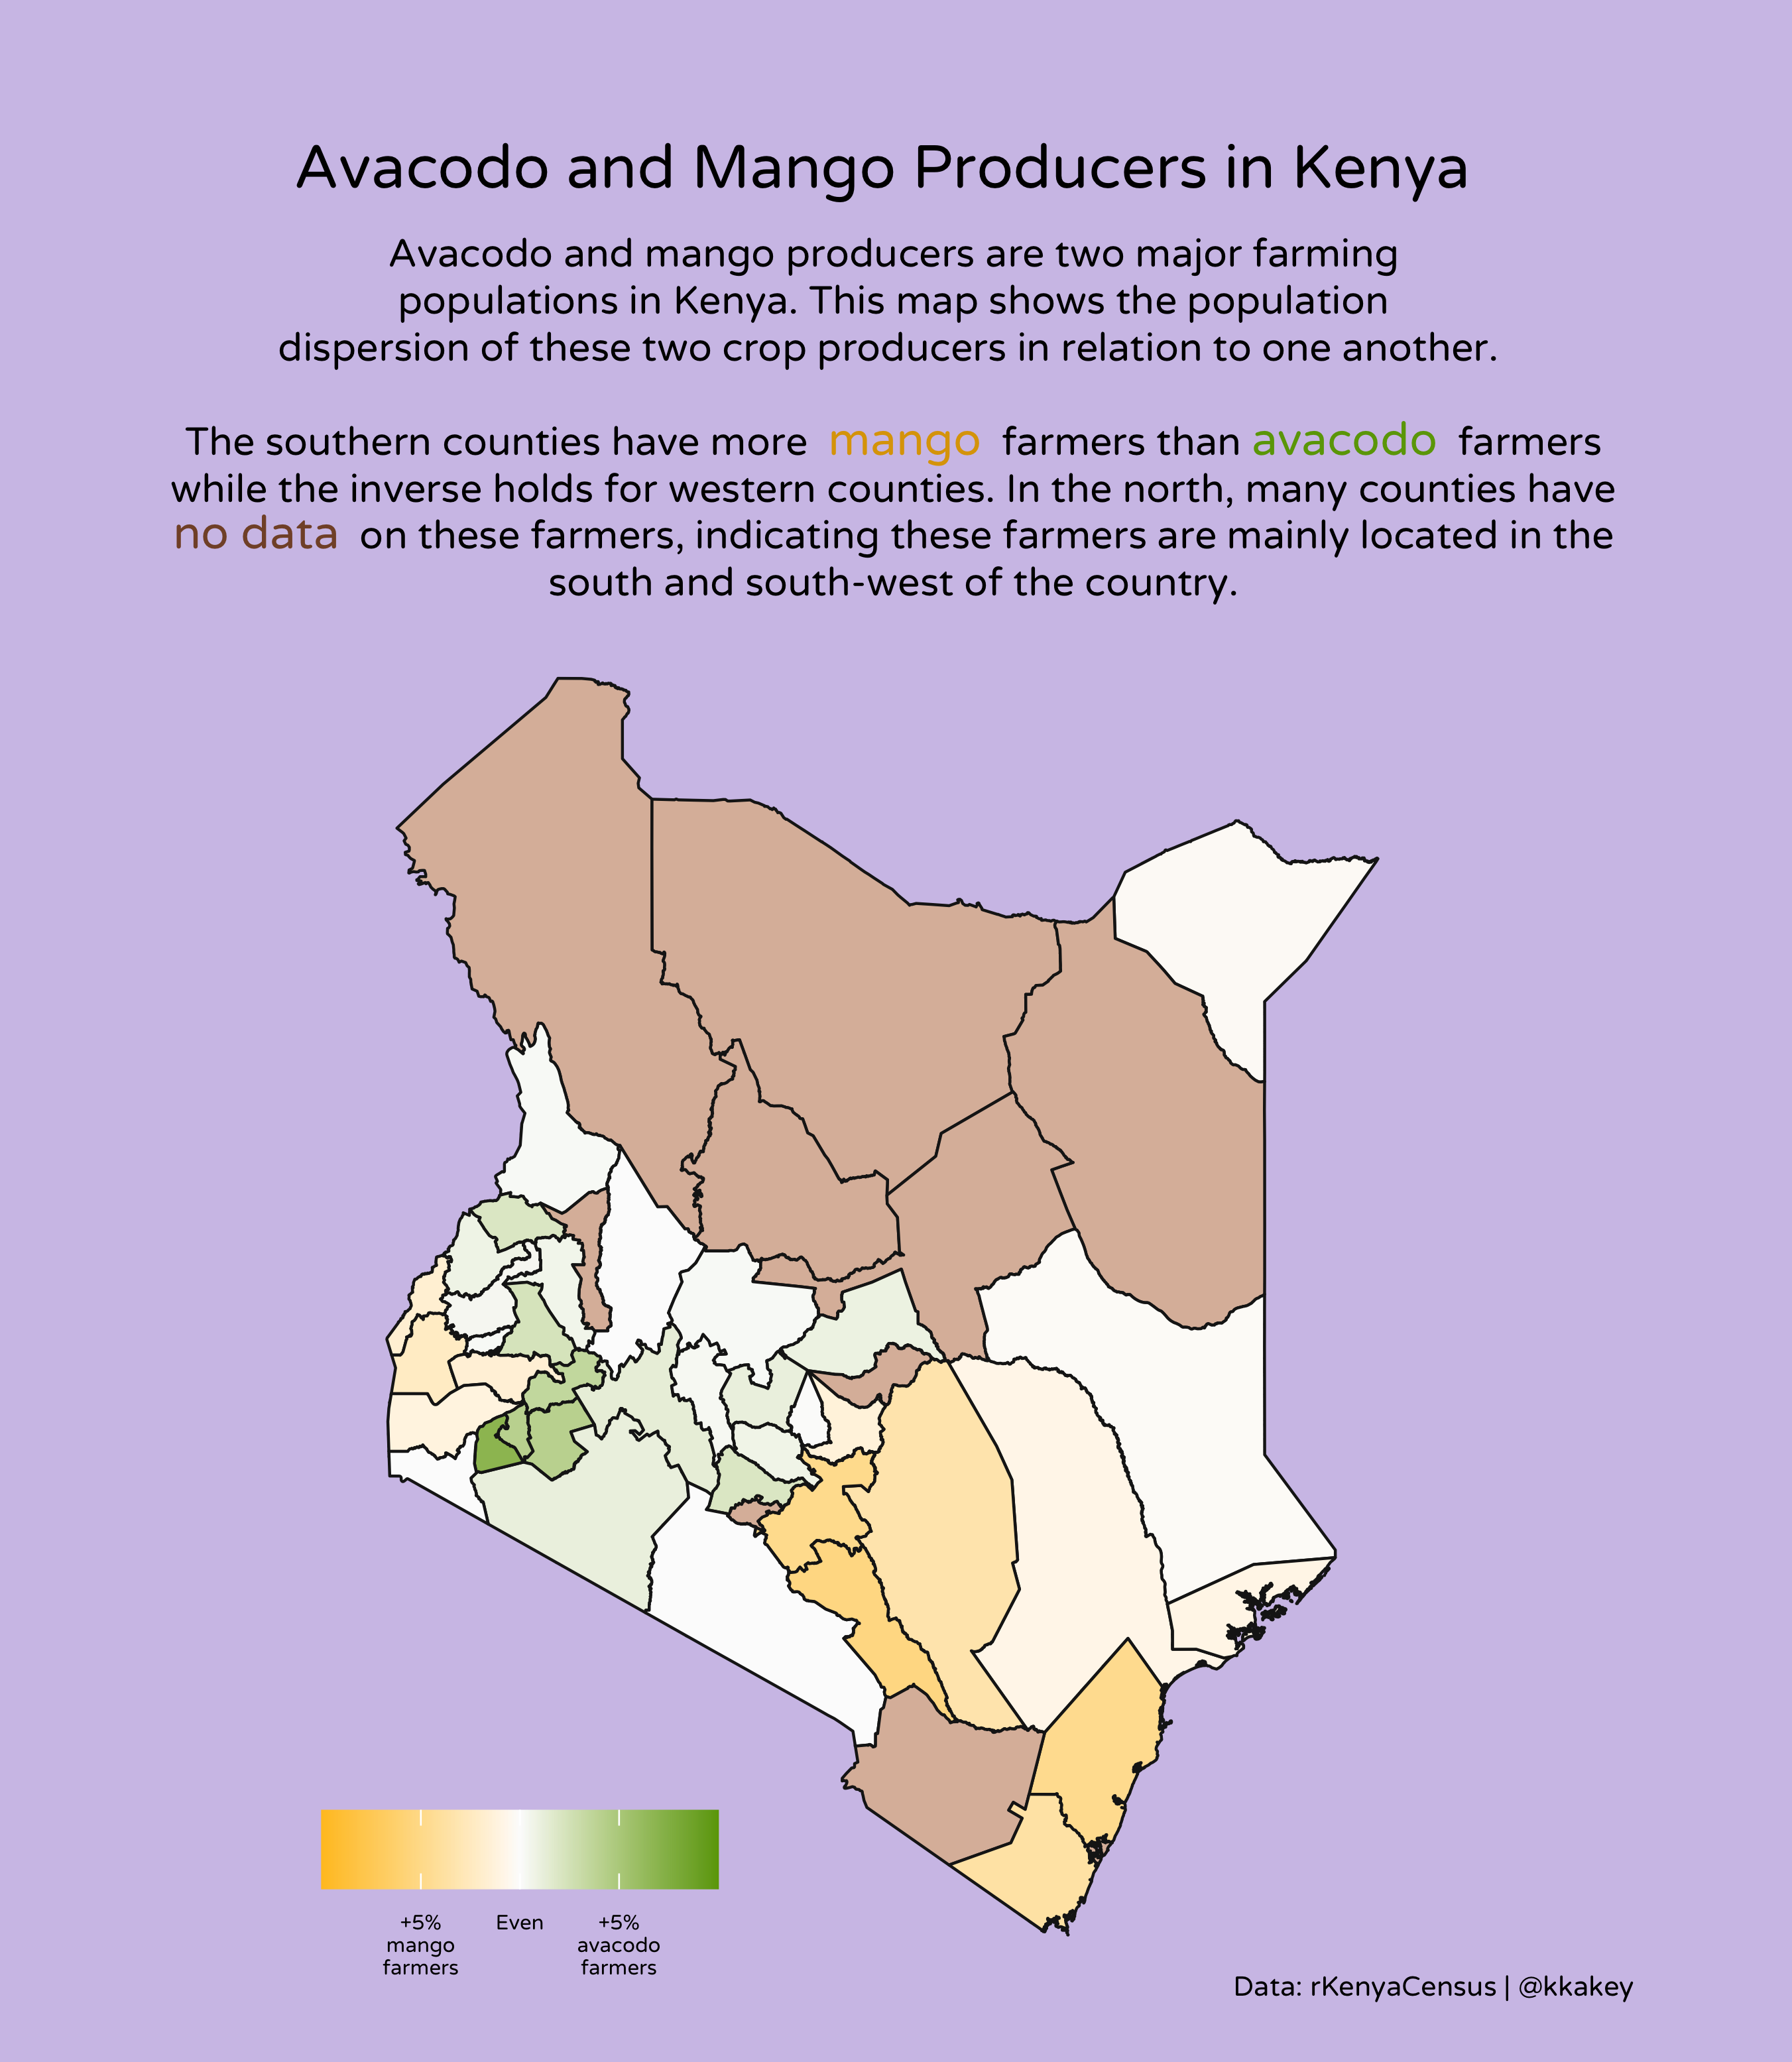 Avacodo and Mango Producers in Kenya
Avacodo and mango producers are two major farming
populations in Kenya. This map shows the population
dispersion of these two crop producers in relation to one another.
The southern counties have more mango farmers than avacodo farmers
while the inverse holds for western counties. In the north, many counties have
no data on these farmers, indicating these farmers are mainly located in the
south and south-west of the country.
+5%
mango
farmers
Even
+5%
avacodo
farmers
Data: rKenyaCensus | @kkakey